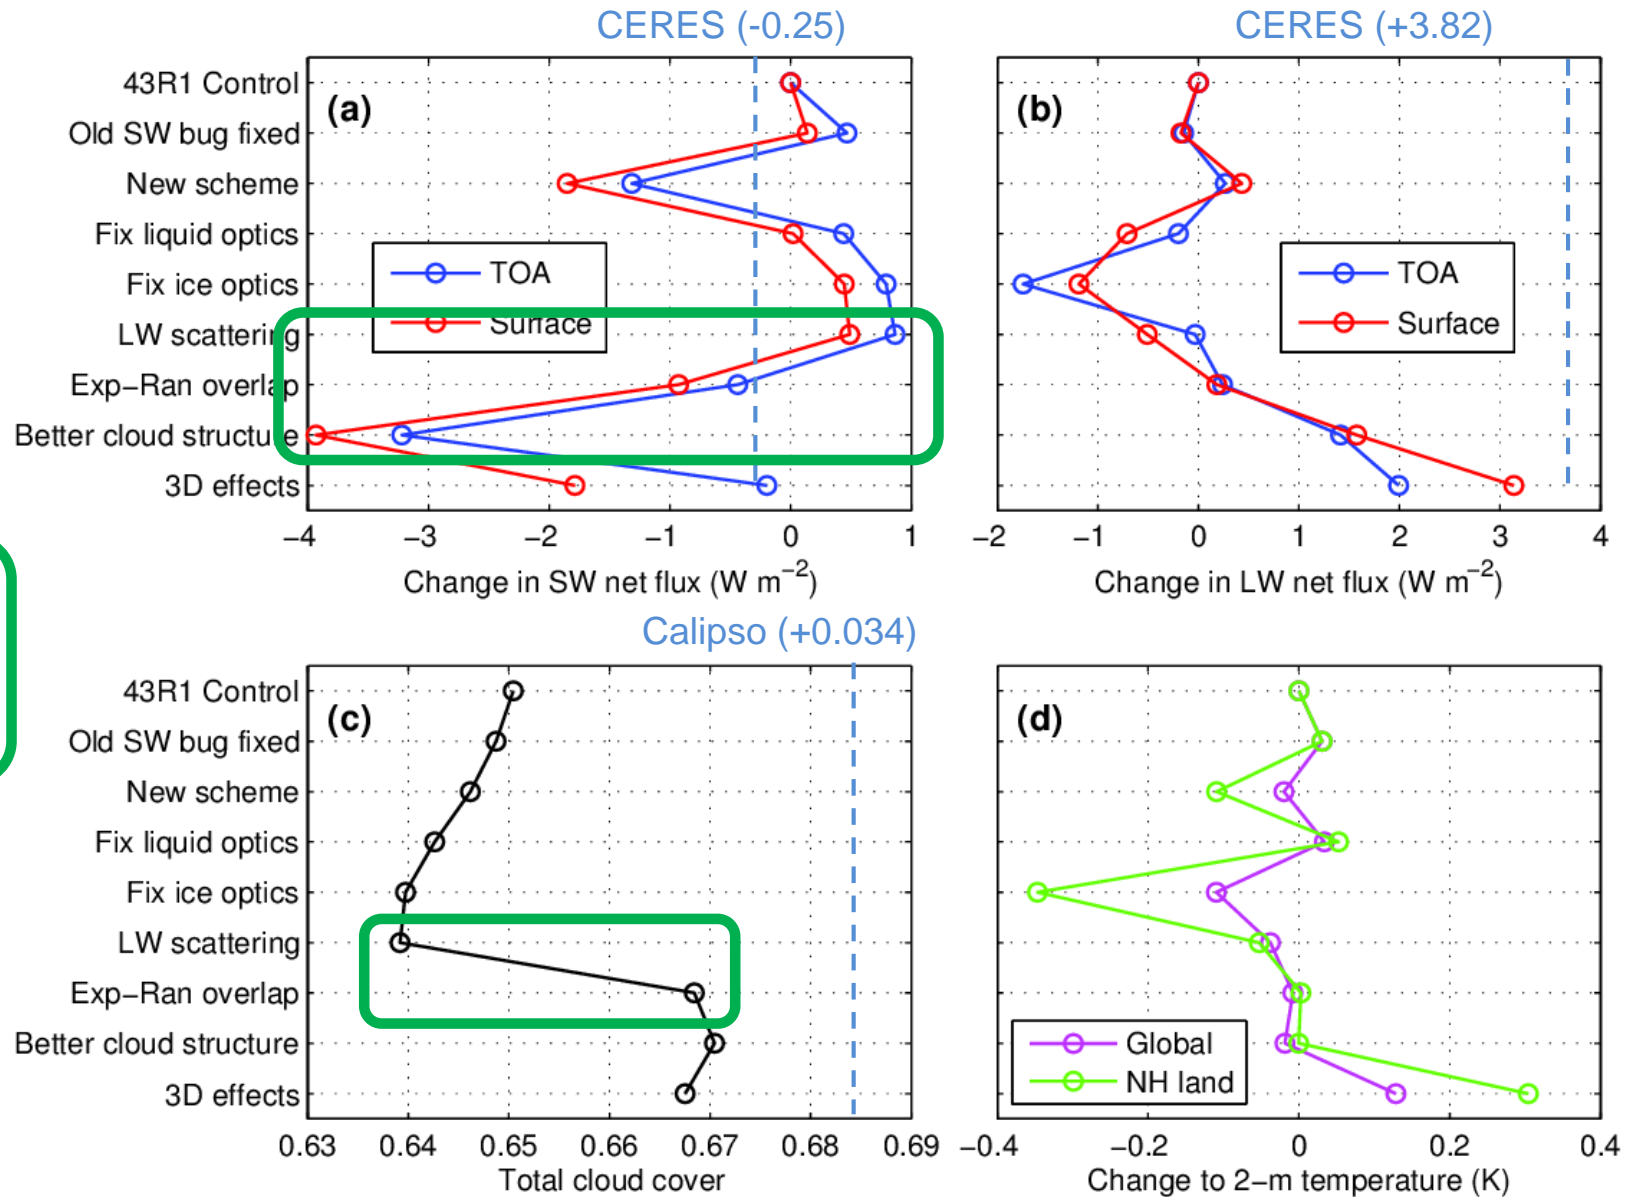 CERES (-0.25)
CERES (+3.82)
43R1 Control
Old SW bug fixed
New scheme
Fix liquid optics
Fix ice optics
LW scattering
Exp−Ran overlap
Better cloud structure
3D effects
(a)
TOA
Surface
−4 −3 −2 −1 0 1
Change in SW net flux (W m−2)
(b)
TOA
Surface
−2 −1 0 1 2 3 4
Change in LW net flux (W m−2)
Calipso (+0.034)
43R1 Control
Old SW bug fixed
New scheme
Fix liquid optics
Fix ice optics
LW scattering
Exp−Ran overlap
Better cloud structure
3D effects
(c)
0.63 0.64 0.65 0.66 0.67 0.68 0.69
Total cloud cover
(d)
Global
NH land
−0.4 −0.2 0 0.2 0.4
Change to 2−m temperature (K)